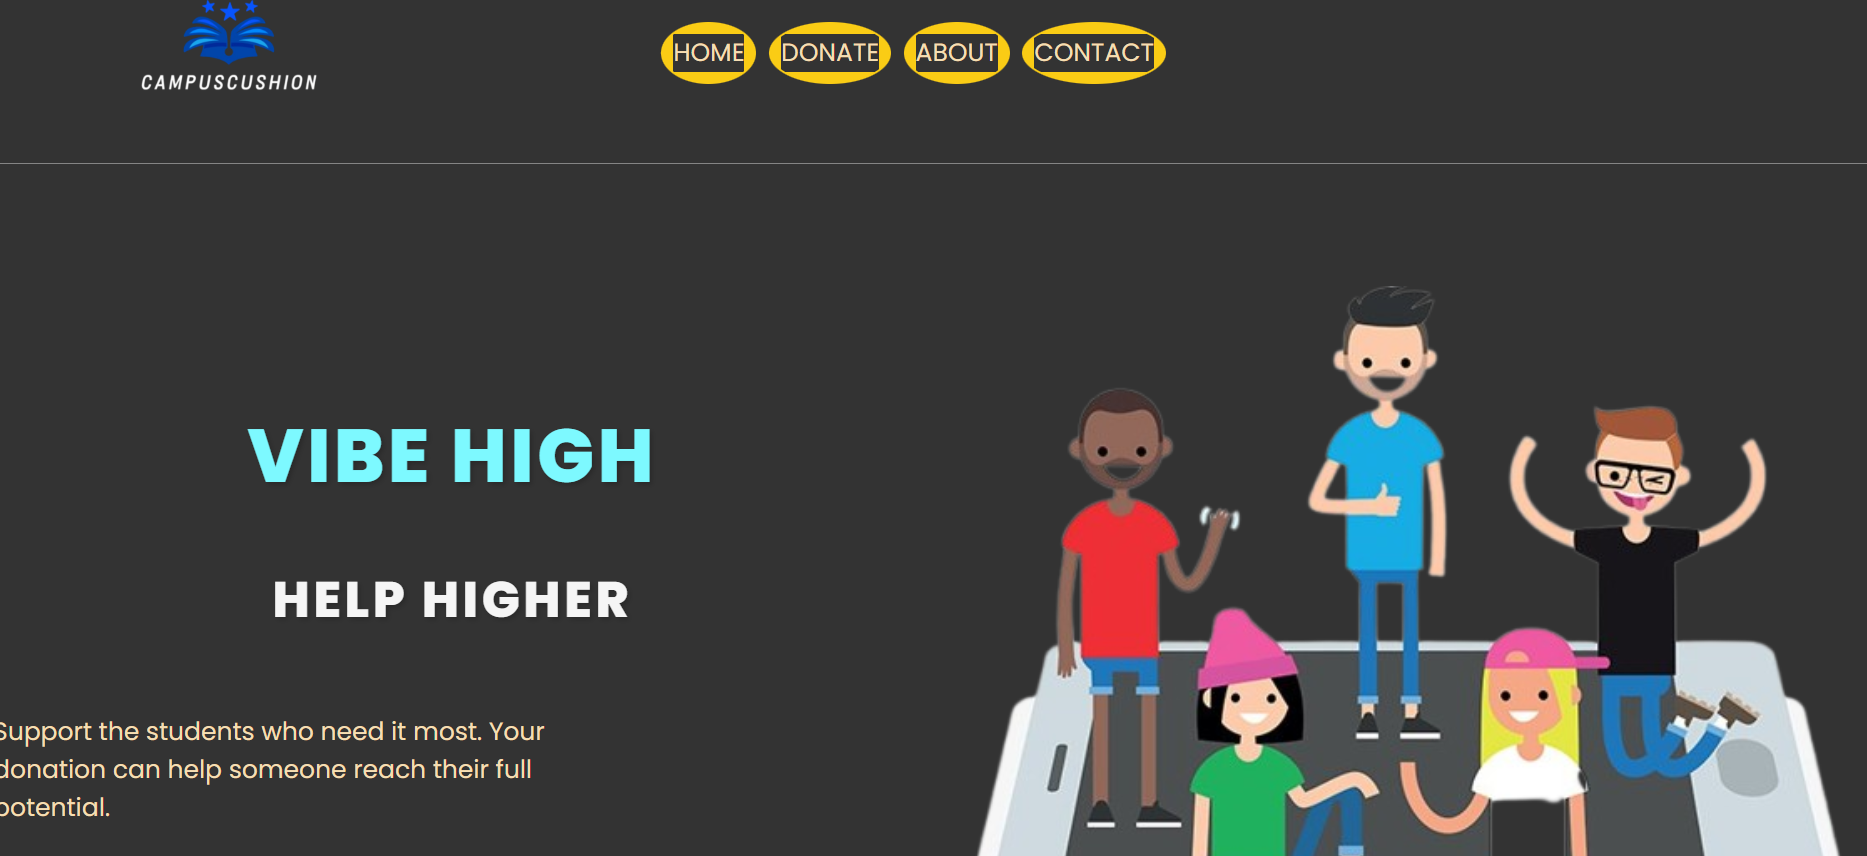 CAMPUSCUSHION
HOME DONATE ABOUT CONTACT
VIBE HIGH
HELP HIGHER
Support the students who need it most. Your
donation can help someone reach their full
potential.